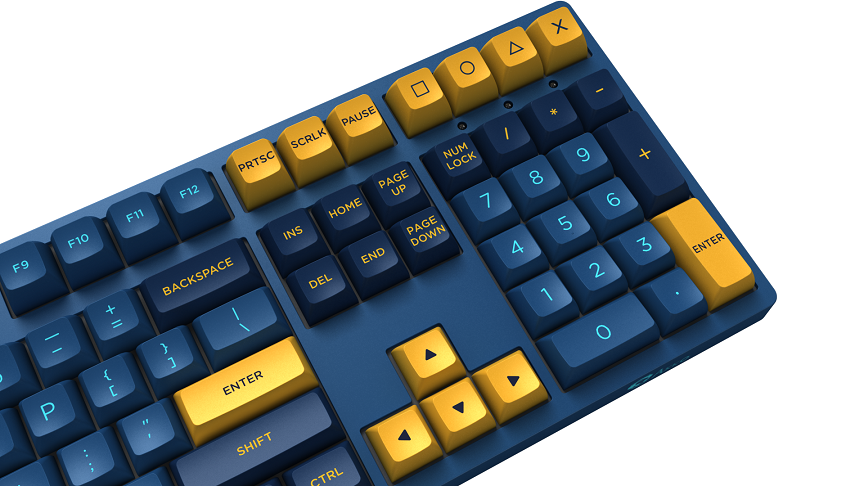 □ ○ △ X
PRTSC SCRLK PAUSE
F9 F10 F11 F12
INS HOME PAGE UP
DEL END PAGE DOWN
NUM LOCK / * -
7 8 9 +
4 5 6
1 2 3 ENTER
0 .
_ - + = BACKSPACE
P { [ } ] \
: ; " , ENTER
SHIFT
CTRL